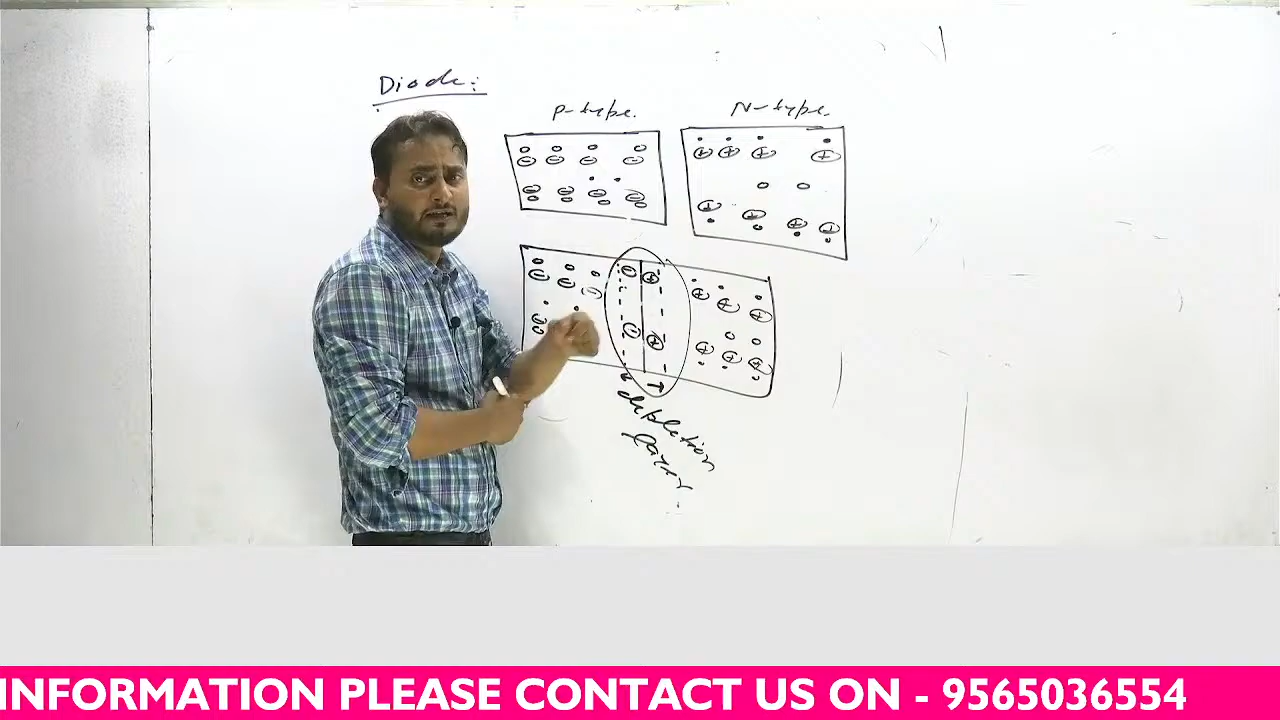 Diode:
P-type.
N-type.
depletion
layer
INFORMATION PLEASE CONTACT US ON - 9565036554